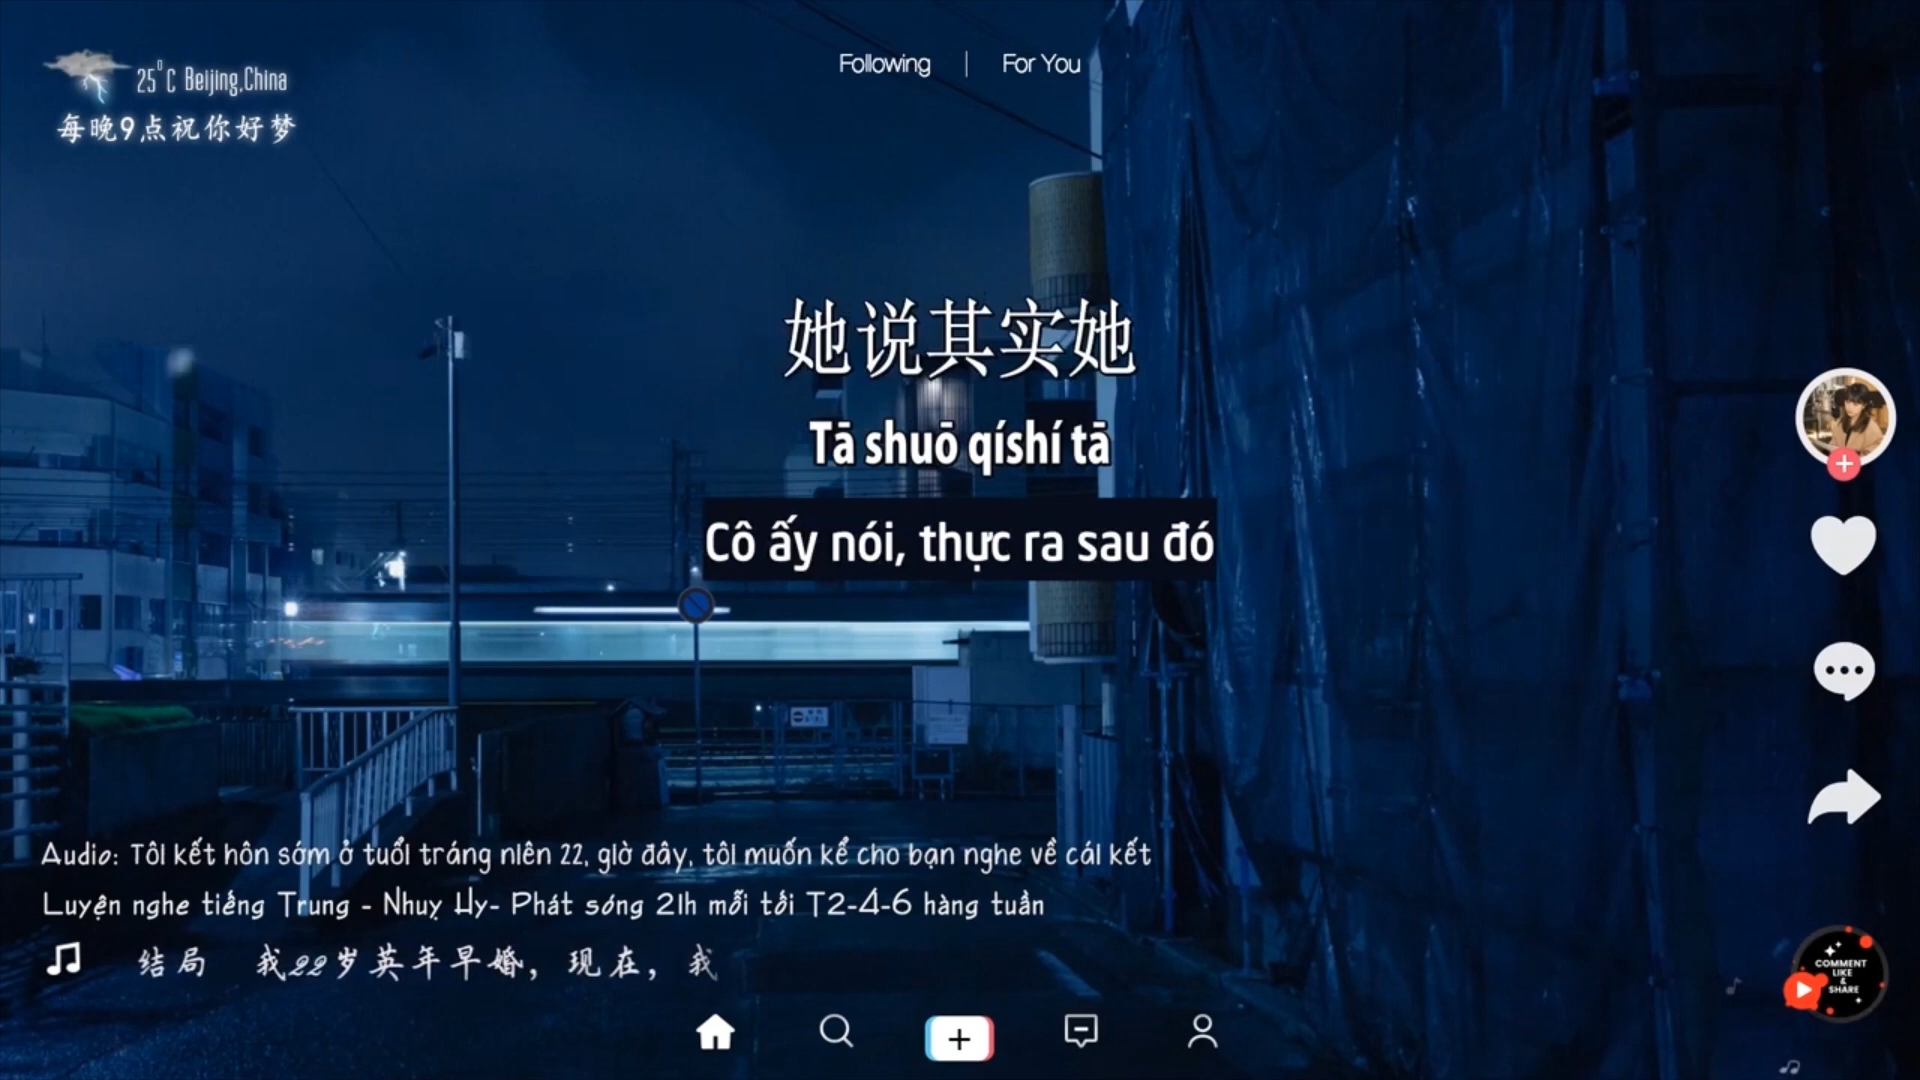 25°C Beijing,China
每晚9点祝你好梦
Following | For You
她说其实她
Tā shuō qíshí tā
Cô ấy nói, thực ra sau đó
Audio: Tôi kết hôn sớm ở tuổi tráng niên 22, giờ đây, tôi muốn kể cho bạn nghe về cái kết
Luyện nghe tiếng Trung - Nhuỵ Hy- Phát sóng 21h mỗi tối T2-4-6 hàng tuần
结局 我22岁英年早婚，现在，我
COMMENT
LIKE
&
SHARE